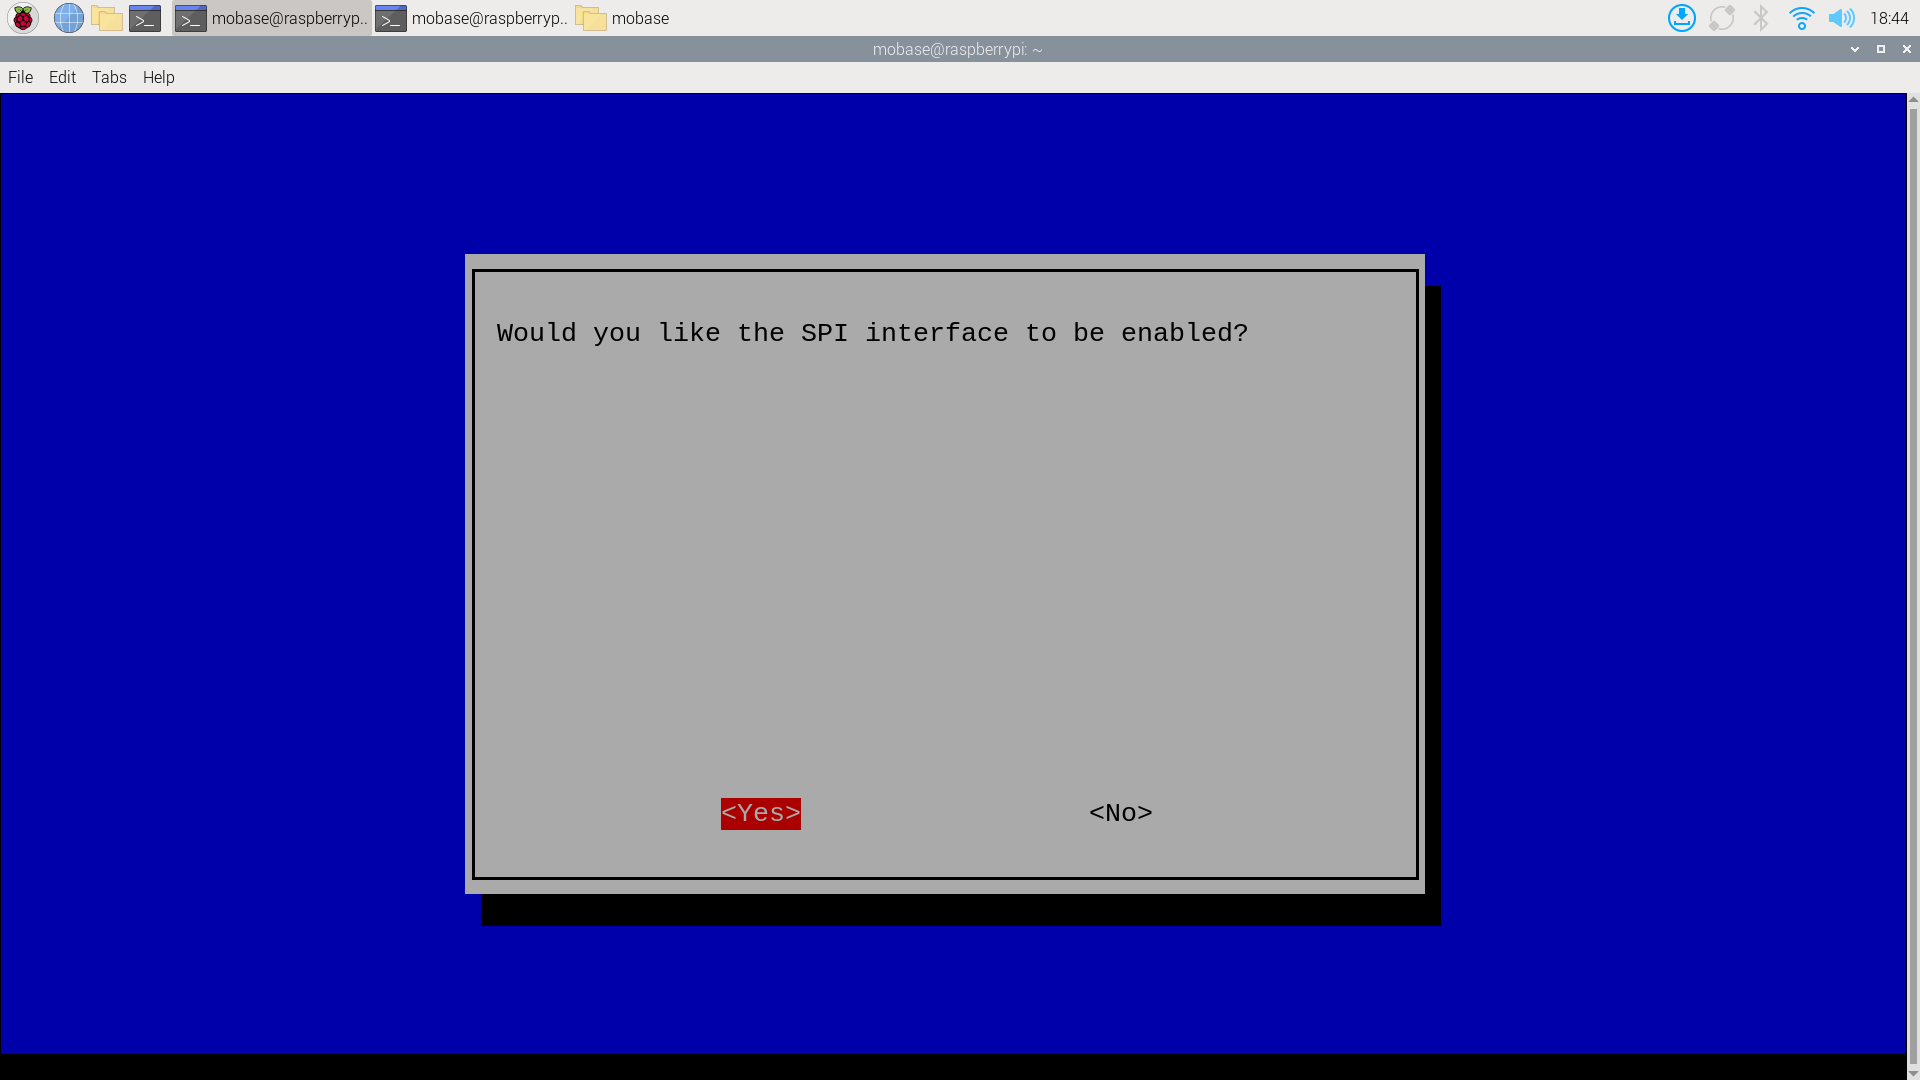 mobase@raspberryp.. mobase@raspberryp.. mobase 18:44
mobase@raspberrypi: ~
File Edit Tabs Help
Would you like the SPI interface to be enabled?
<Yes> <No>